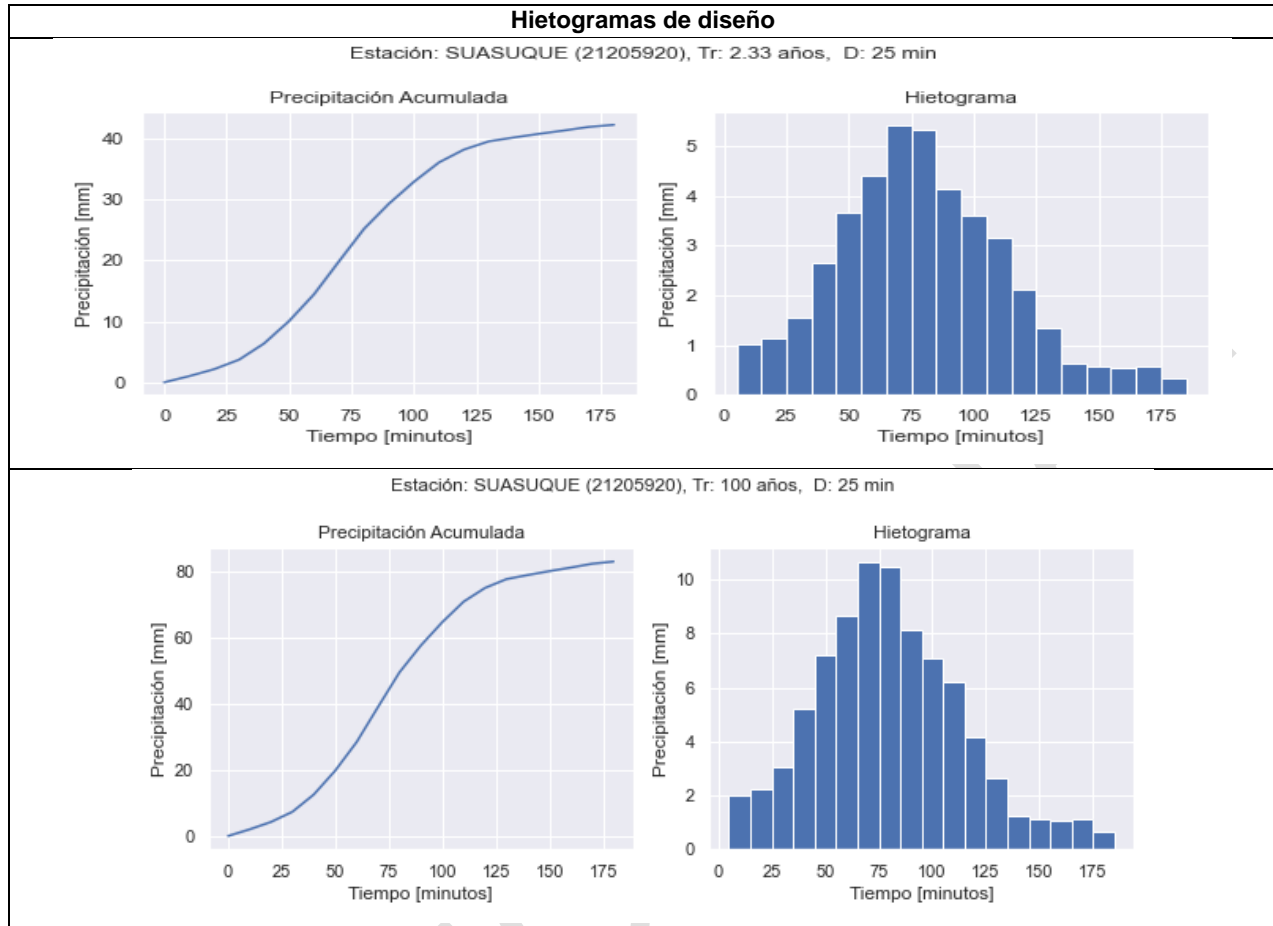 Hietogramas de diseño
Estación: SUASUQUE (21205920), Tr: 2.33 años, D: 25 min
Precipitación Acumulada
Precipitación [mm]
40
30
20
10
0
0 25 50 75 100 125 150 175
Tiempo [minutos]
Hietograma
Precipitación [mm]
5
4
3
2
1
0
0 25 50 75 100 125 150 175
Tiempo [minutos]
Estación: SUASUQUE (21205920), Tr: 100 años, D: 25 min
Precipitación Acumulada
Precipitación [mm]
80
60
40
20
0
0 25 50 75 100 125 150 175
Tiempo [minutos]
Hietograma
Precipitación [mm]
10
8
6
4
2
0
0 25 50 75 100 125 150 175
Tiempo [minutos]